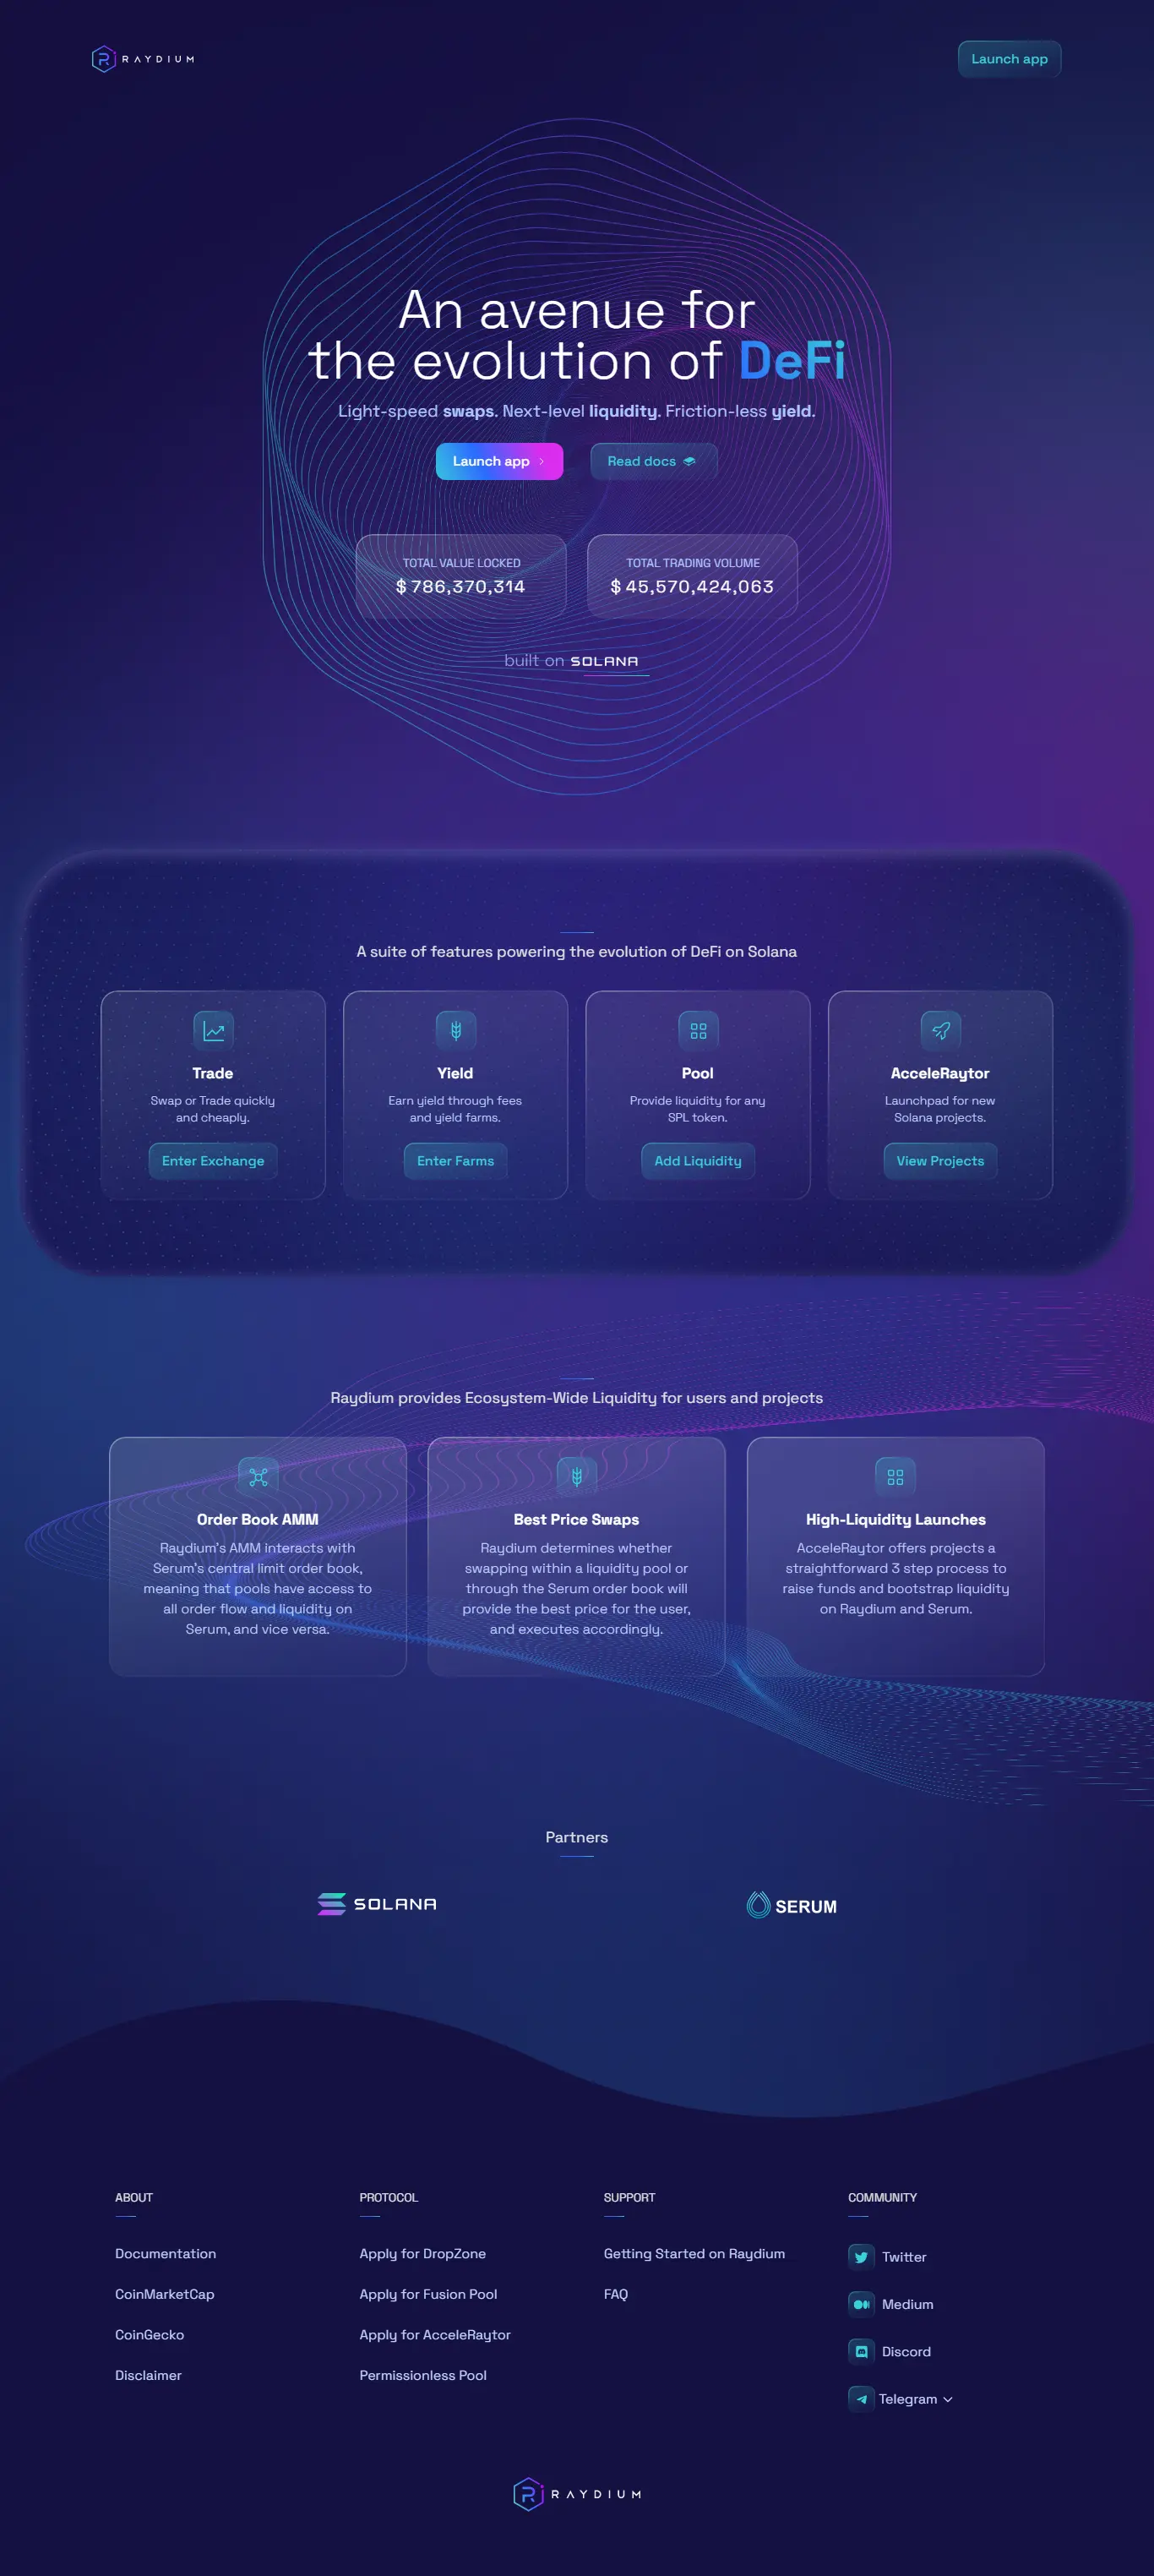 RAYDIUM
Launch app
An avenue for
the evolution of DeFi
Light-speed swaps. Next-level liquidity. Friction-less yield.
Launch app
Read docs
TOTAL VALUE LOCKED
$ 786,370,314
TOTAL TRADING VOLUME
$ 45,570,424,063
built on SOLANA
A suite of features powering the evolution of DeFi on Solana
Trade
Swap or Trade quickly
and cheaply.
Enter Exchange
Yield
Earn yield through fees
and yield farms.
Enter Farms
Pool
Provide liquidity for any
SPL token.
Add Liquidity
AcceleRaytor
Launchpad for new
Solana projects.
View Projects
Raydium provides Ecosystem-Wide Liquidity for users and projects
Order Book AMM
Raydium's AMM interacts with
Serum's central limit order book,
meaning that pools have access to
all order flow and liquidity on
Serum, and vice versa.
Best Price Swaps
Raydium determines whether
swapping within a liquidity pool or
through the Serum order book will
provide the best price for the user,
and executes accordingly.
High-Liquidity Launches
AcceleRaytor offers projects a
straightforward 3 step process to
raise funds and bootstrap liquidity
on Raydium and Serum.
Partners
SOLANA
SERUM
ABOUT
Documentation
CoinMarketCap
CoinGecko
Disclaimer
PROTOCOL
Apply for DropZone
Apply for Fusion Pool
Apply for AcceleRaytor
Permissionless Pool
SUPPORT
Getting Started on Raydium
FAQ
COMMUNITY
Twitter
Medium
Discord
Telegram
RAYDIUM